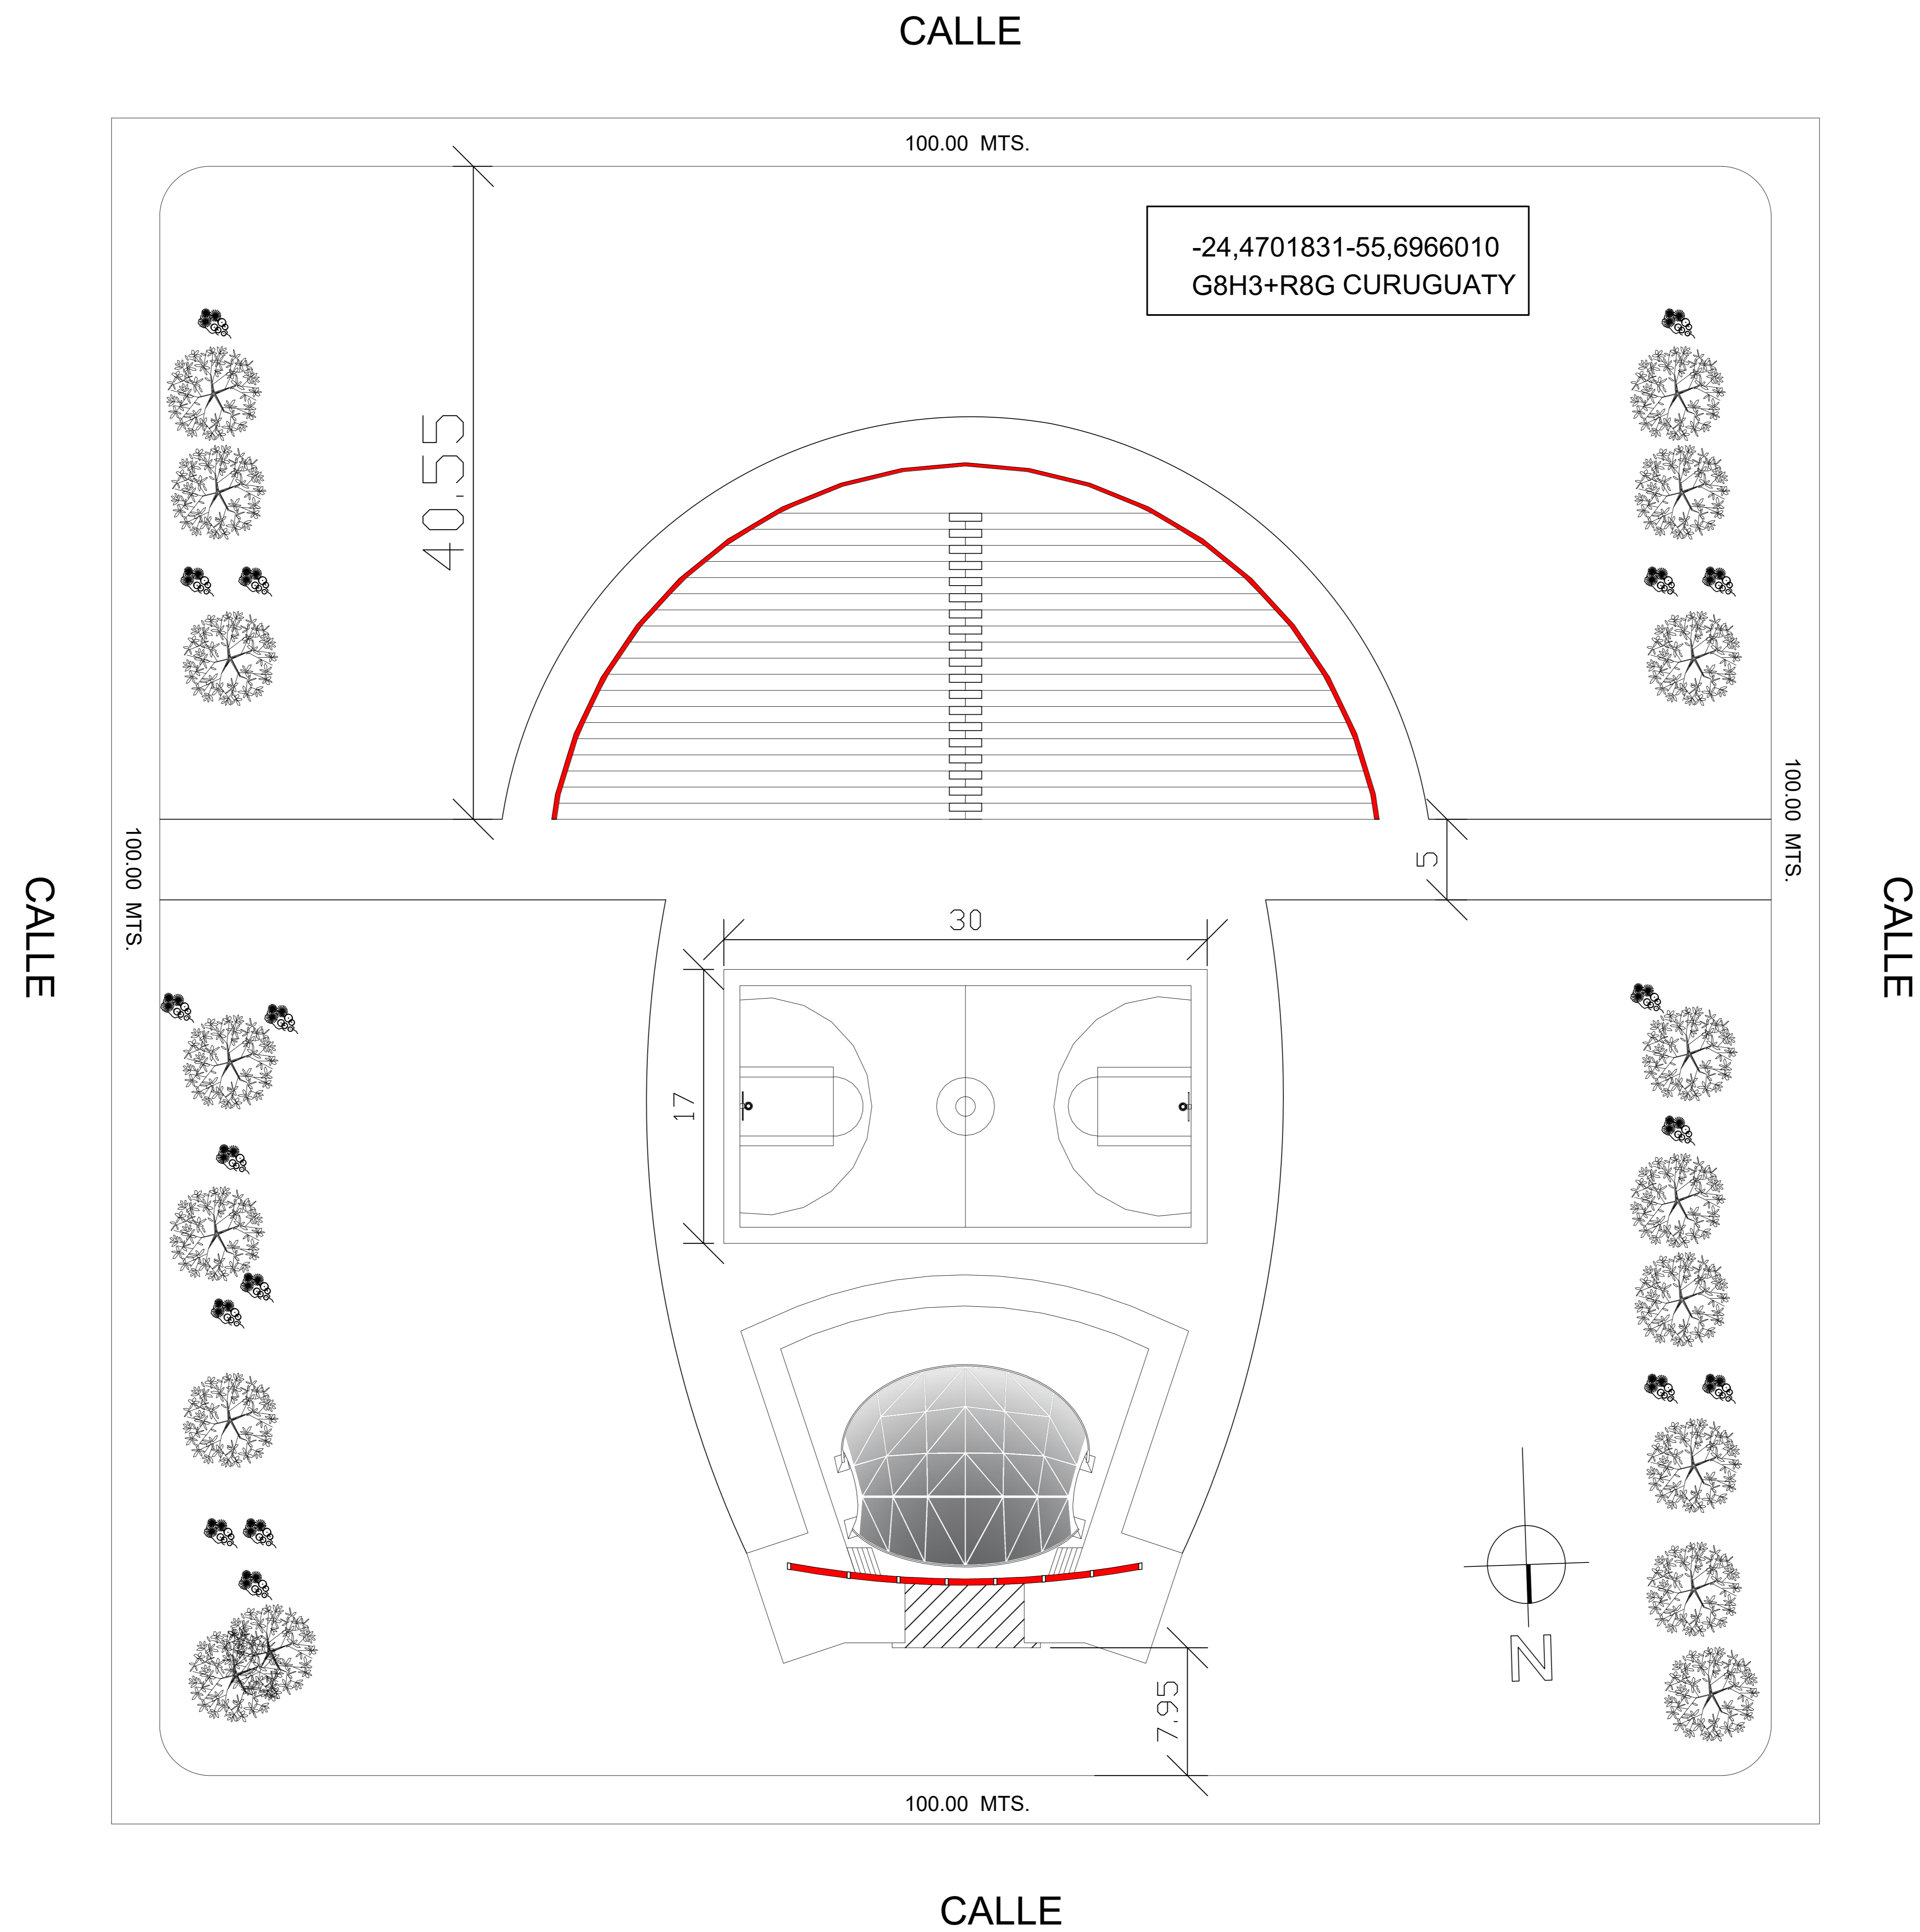 CALLE
100.00 MTS.
-24,4701831-55,6966010
G8H3+R8G CURUGUATY
40.55
100.00 MTS.
100.00 MTS.
5
CALLE
CALLE
30
17
N
7.95
100.00 MTS.
CALLE